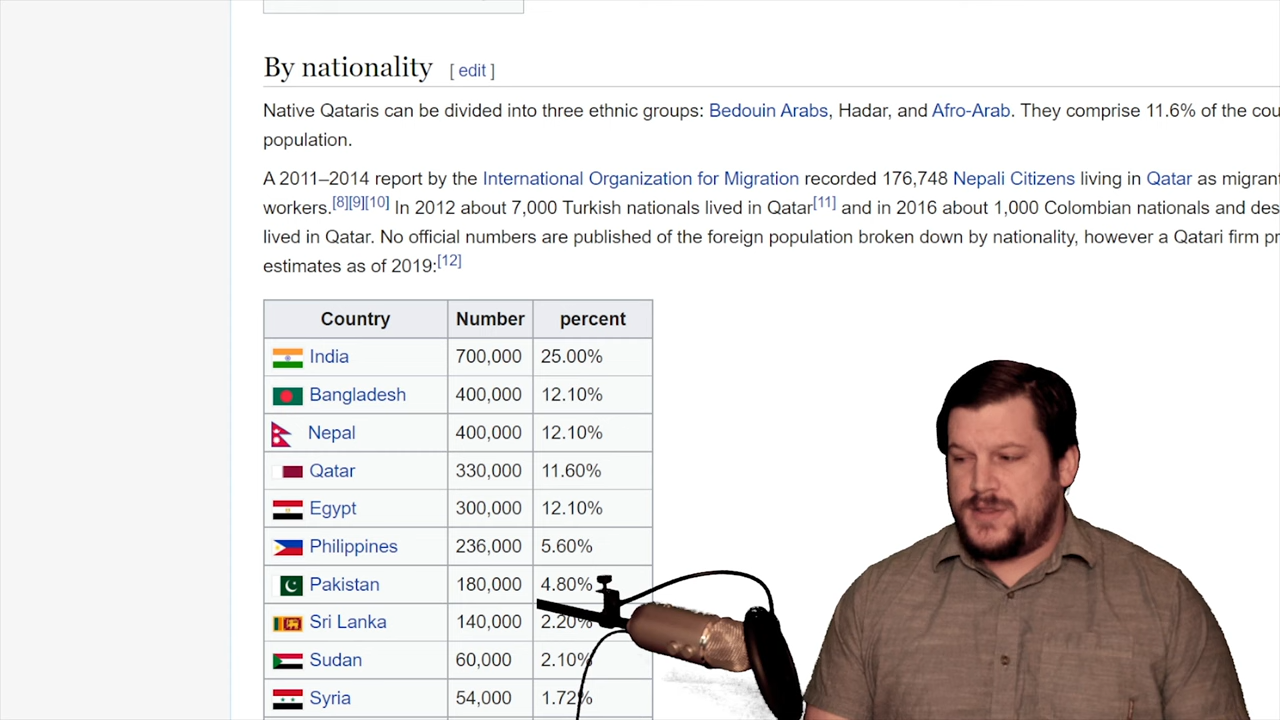 By nationality [ edit ]
Native Qataris can be divided into three ethnic groups: Bedouin Arabs, Hadar, and Afro-Arab. They comprise 11.6% of the cou
population.
A 2011–2014 report by the International Organization for Migration recorded 176,748 Nepali Citizens living in Qatar as migrant
workers.[8][9][10] In 2012 about 7,000 Turkish nationals lived in Qatar[11] and in 2016 about 1,000 Colombian nationals and des
lived in Qatar. No official numbers are published of the foreign population broken down by nationality, however a Qatari firm pr
estimates as of 2019:[12]
Country Number percent
India 700,000 25.00%
Bangladesh 400,000 12.10%
Nepal 400,000 12.10%
Qatar 330,000 11.60%
Egypt 300,000 12.10%
Philippines 236,000 5.60%
Pakistan 180,000 4.80%
Sri Lanka 140,000 2.20%
Sudan 60,000 2.10%
Syria 54,000 1.72%